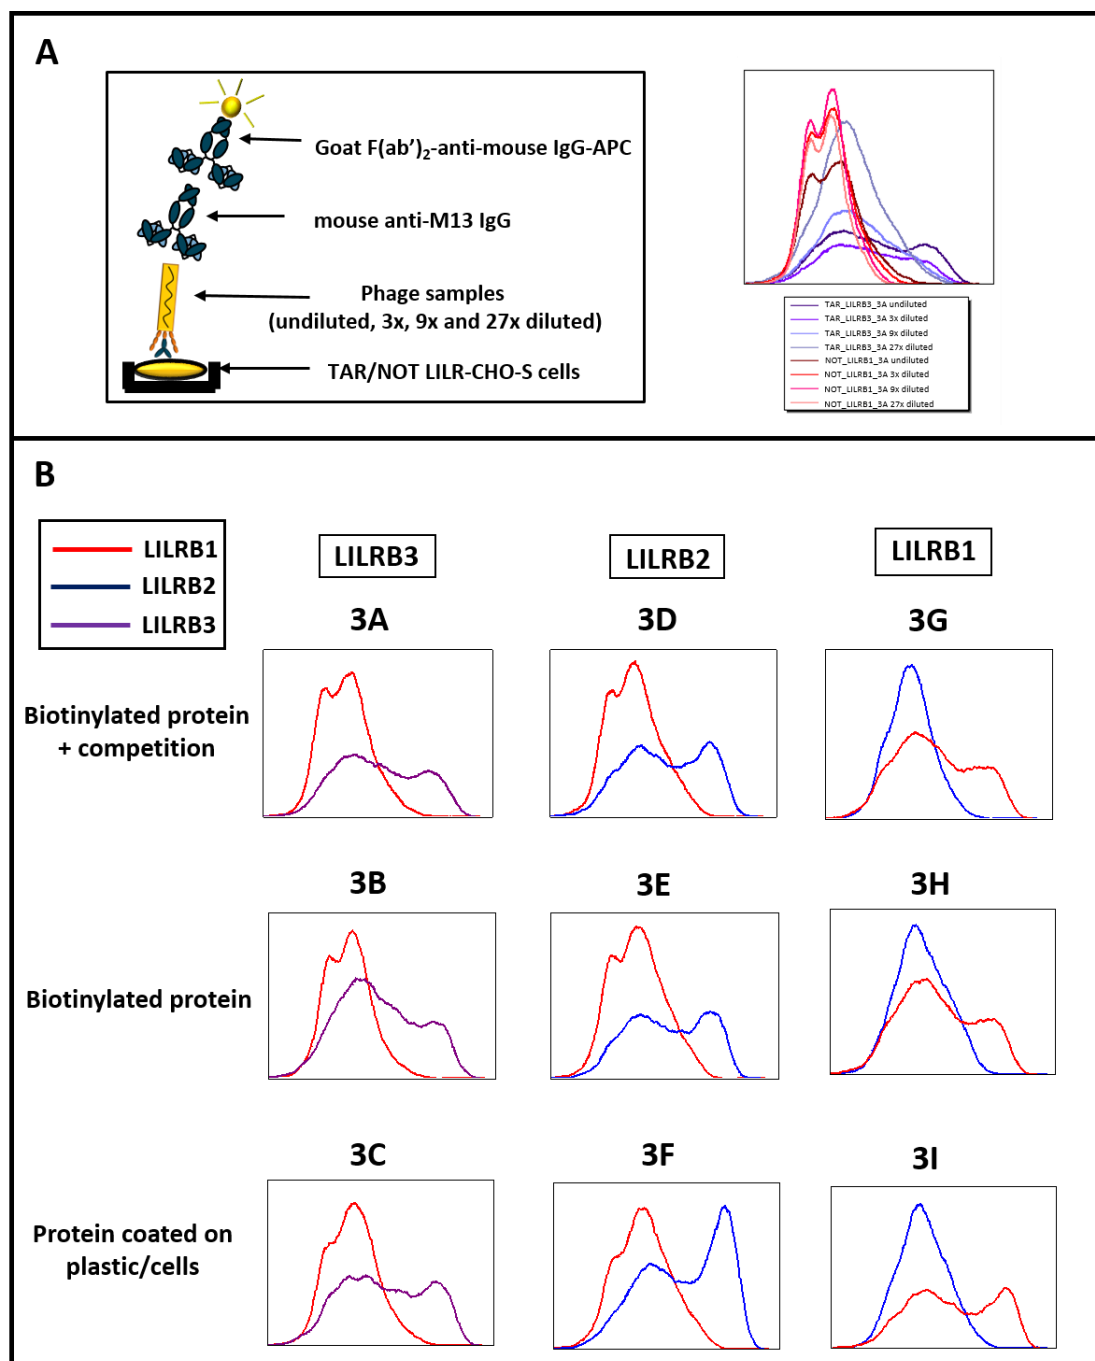 A
Goat F(ab’)₂-anti-mouse IgG-APC
mouse anti-M13 IgG
Phage samples
(undiluted, 3x, 9x and 27x diluted)
TAR/NOT LILR-CHO-S cells
TAR_LILRB3_3A undiluted
TAR_LILRB3_3A 3x diluted
TAR_LILRB3_3A 9x diluted
TAR_LILRB3_3A 27x diluted
NOT_LILRB1_3A undiluted
NOT_LILRB1_3A 3x diluted
NOT_LILRB1_3A 9x diluted
NOT_LILRB1_3A 27x diluted
B
LILRB1
LILRB2
LILRB3
LILRB3
LILRB2
LILRB1
3A
3D
3G
Biotinylated protein
+ competition
3B
3E
3H
Biotinylated protein
3C
3F
3I
Protein coated on
plastic/cells